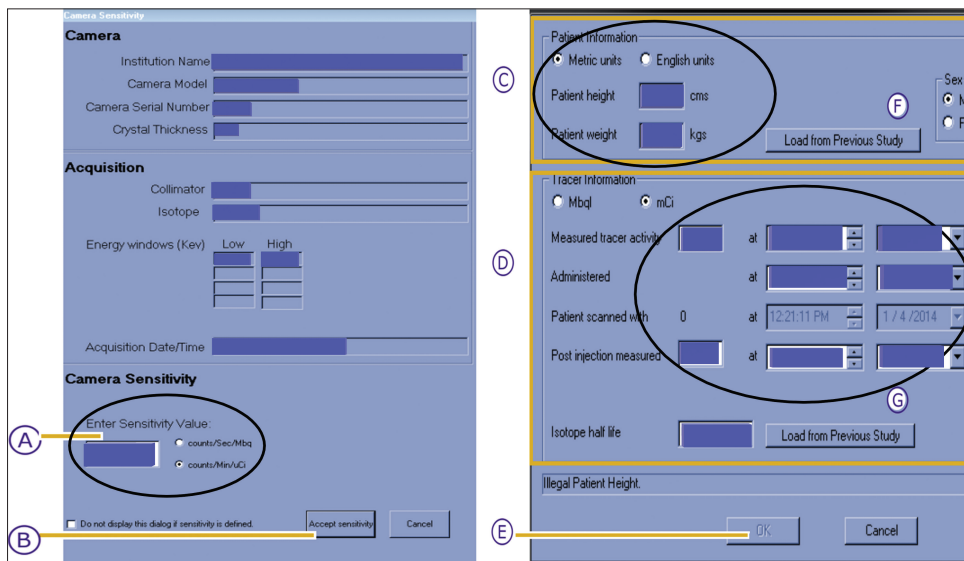 Camera Sensitivity
Camera
Institution Name
Camera Model
Camera Serial Number
Crystal Thickness
Acquisition
Collimator
Isotope
Energy windows (Kev) Low High
Acquisition Date/Time
Camera Sensitivity
Enter Sensitivity Value:
A
counts/Sec/Mbq
counts/Min/uCi
Do not display this dialog if sensitivity is defined.
Accept sensitivity
Cancel
B
Patient Information
Metric units English units
C
Patient height cms
Sex
F
Patient weight kgs
Load from Previous Study
Tracer Information
Mbql mCi
Measured tracer activity at
D
Administered at
Patient scanned with 0 at 12:21:11 PM 1 / 4 /2014
Post injection measured at
G
Isotope half life
Load from Previous Study
Illegal Patient Height.
E
OK
Cancel